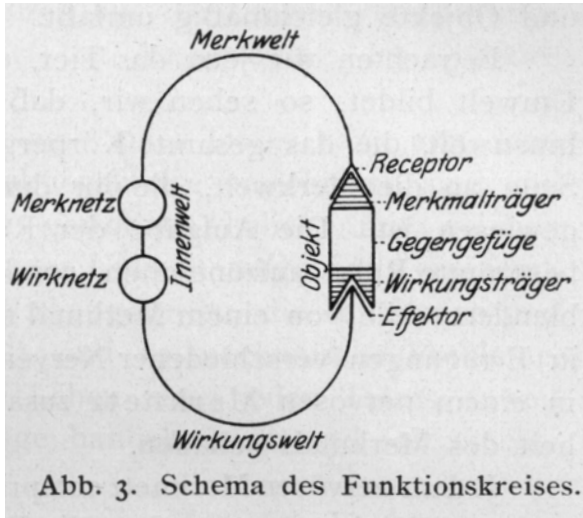 Merkwelt
Receptor
Merknetz
Merkmalträger
Innenwelt
Objekt
Gegengefüge
Wirknetz
Wirkungsträger
Effektor
Wirkungswelt
Abb 3. Schema des Funktionskreises.